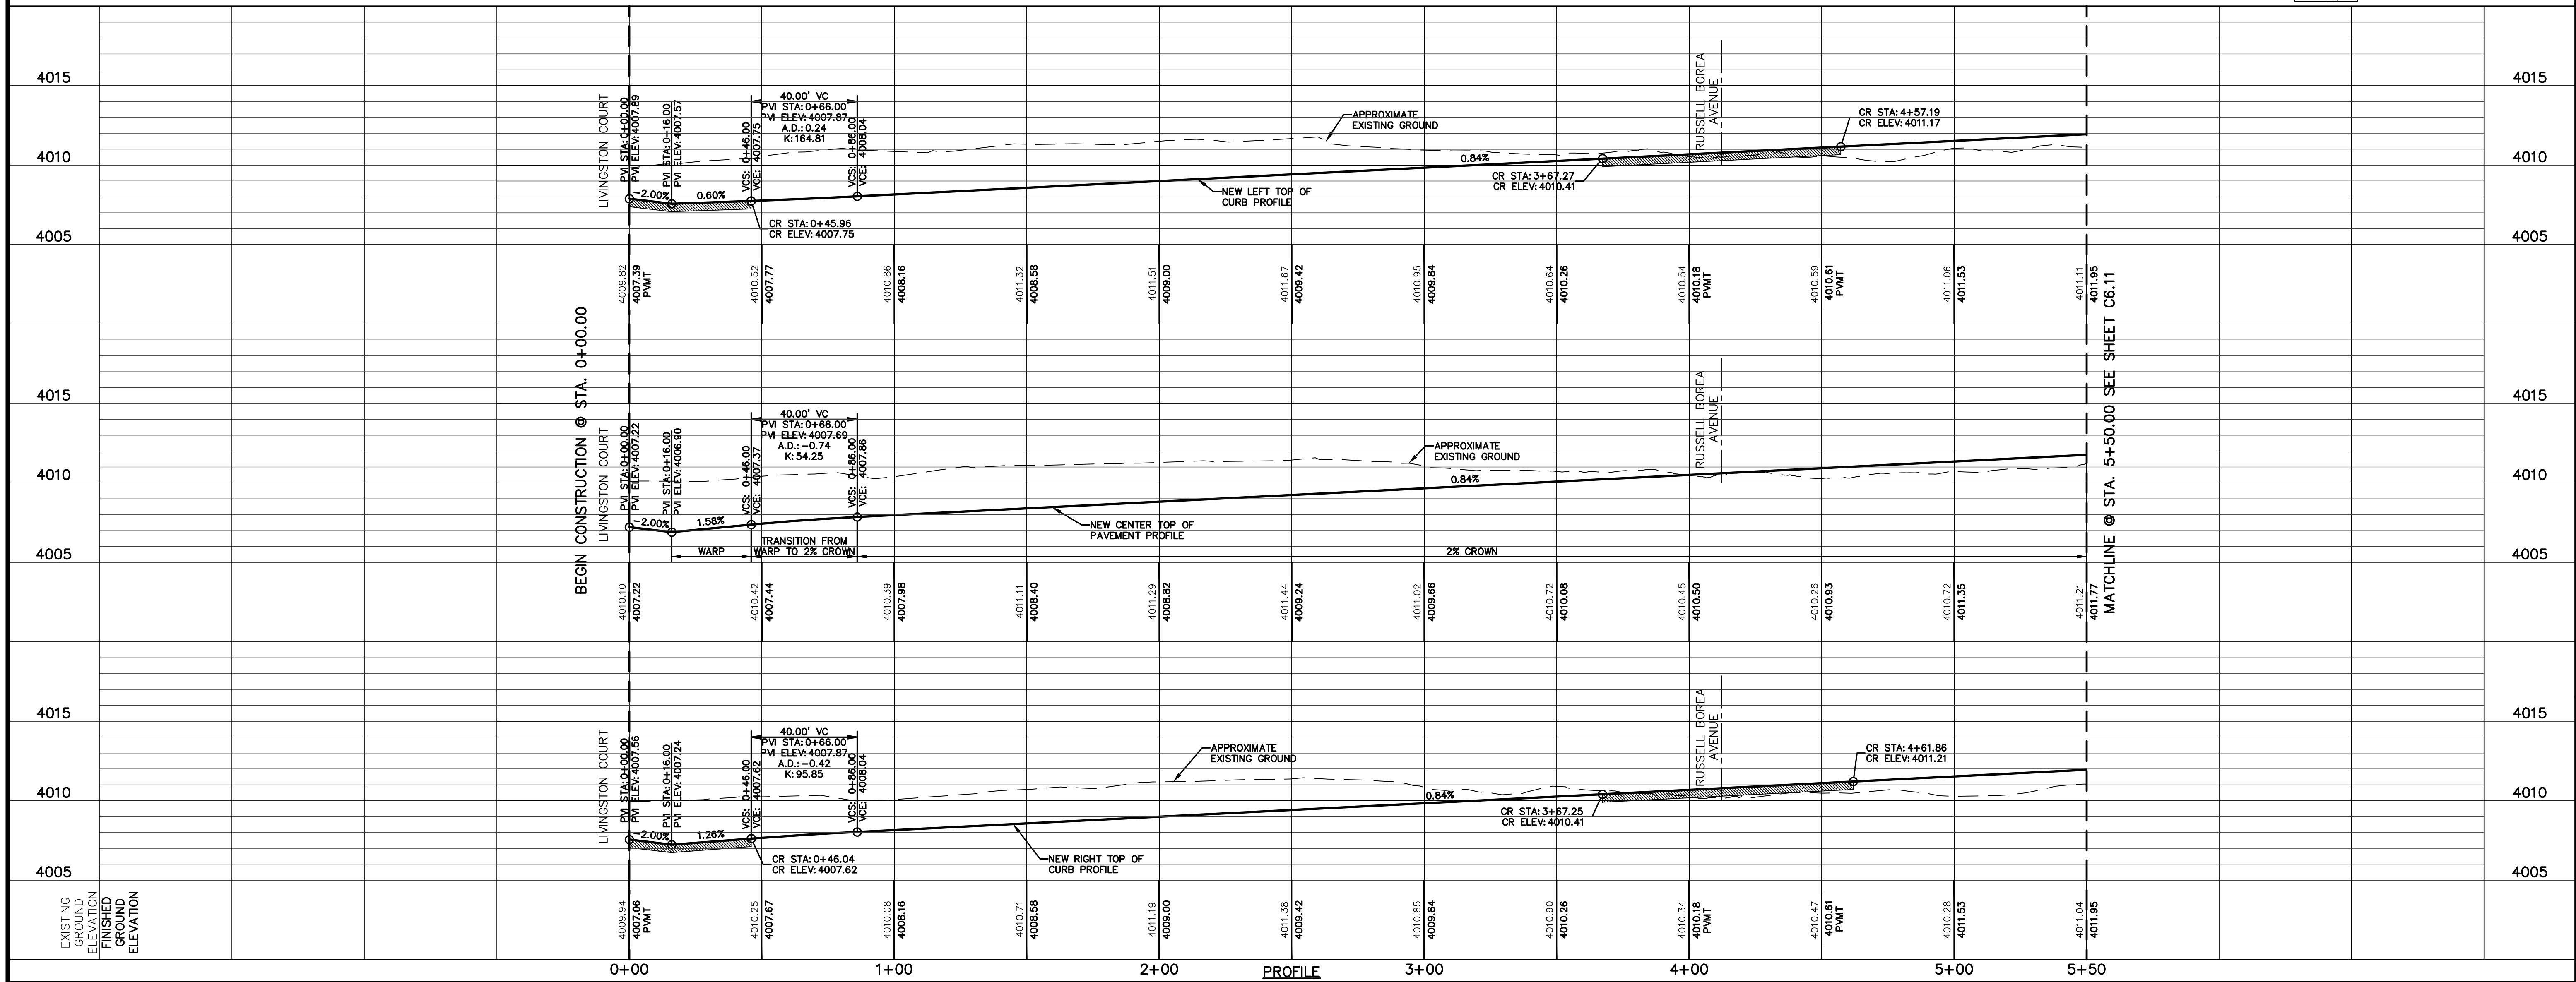 4015
4010
4005
LIVINGSTON COURT
PVI STA: 0+00.00
PVI ELEV: 4007.89
PVI STA: 0+16.00
PVI ELEV: 4007.57
VCS: 0+46.00
VCE: 4007.75
40.00' VC
PVI STA: 0+66.00
PVI ELEV: 4007.87
A.D.: 0.24
K: 164.81
VCS: 0+86.00
VCE: 4008.04
-2.00%
0.60%
CR STA: 0+45.96
CR ELEV: 4007.75
APPROXIMATE
EXISTING GROUND
NEW LEFT TOP OF
CURB PROFILE
0.84%
CR STA: 3+67.27
CR ELEV: 4010.41
RUSSELL BOREA
AVENUE
CR STA: 4+57.19
CR ELEV: 4011.17
4015
4010
4005
4009.82
4007.39
PVMT
4010.52
4007.77
4010.86
4008.16
4011.32
4008.58
4011.51
4009.00
4011.67
4009.42
4010.95
4009.84
4010.64
4010.26
4010.54
4010.18
PVMT
4010.59
4010.61
PVMT
4011.06
4011.53
4011.11
4011.95
BEGIN CONSTRUCTION @ STA. 0+00.00
MATCHLINE @ STA. 5+50.00 SEE SHEET C6.11
4015
4010
4005
LIVINGSTON COURT
PVI STA: 0+00.00
PVI ELEV: 4007.22
PVI STA: 0+16.00
PVI ELEV: 4006.90
VCS: 0+46.00
VCE: 4007.37
40.00' VC
PVI STA: 0+66.00
PVI ELEV: 4007.69
A.D.: -0.74
K: 54.25
VCS: 0+86.00
VCE: 4007.86
-2.00%
1.58%
WARP
TRANSITION FROM
WARP TO 2% CROWN
2% CROWN
NEW CENTER TOP OF
PAVEMENT PROFILE
APPROXIMATE
EXISTING GROUND
0.84%
RUSSELL BOREA
AVENUE
4015
4010
4005
4010.10
4007.22
4010.42
4007.44
4010.39
4007.98
4011.11
4008.40
4011.29
4008.82
4011.44
4009.24
4011.02
4009.66
4010.72
4010.08
4010.45
4010.50
4010.26
4010.93
4010.72
4011.35
4011.21
4011.77
4015
4010
4005
LIVINGSTON COURT
PVI STA: 0+00.00
PVI ELEV: 4007.56
PVI STA: 0+16.00
PVI ELEV: 4007.24
VCS: 0+46.00
VCE: 4007.62
40.00' VC
PVI STA: 0+66.00
PVI ELEV: 4007.87
A.D.: -0.42
K: 95.85
VCS: 0+86.00
VCE: 4008.04
-2.00%
1.26%
CR STA: 0+46.04
CR ELEV: 4007.62
NEW RIGHT TOP OF
CURB PROFILE
APPROXIMATE
EXISTING GROUND
0.84%
CR STA: 3+67.25
CR ELEV: 4010.41
RUSSELL BOREA
AVENUE
CR STA: 4+61.86
CR ELEV: 4011.21
4015
4010
4005
EXISTING
GROUND
ELEVATION
FINISHED
GROUND
ELEVATION
4009.94
4007.06
PVMT
4010.25
4007.67
4010.08
4008.16
4010.71
4008.58
4011.19
4009.00
4011.38
4009.42
4010.85
4009.84
4010.90
4010.26
4010.34
4010.18
PVMT
4010.47
4010.61
PVMT
4010.28
4011.53
4011.04
4011.95
0+00
1+00
2+00
PROFILE
3+00
4+00
5+00
5+50